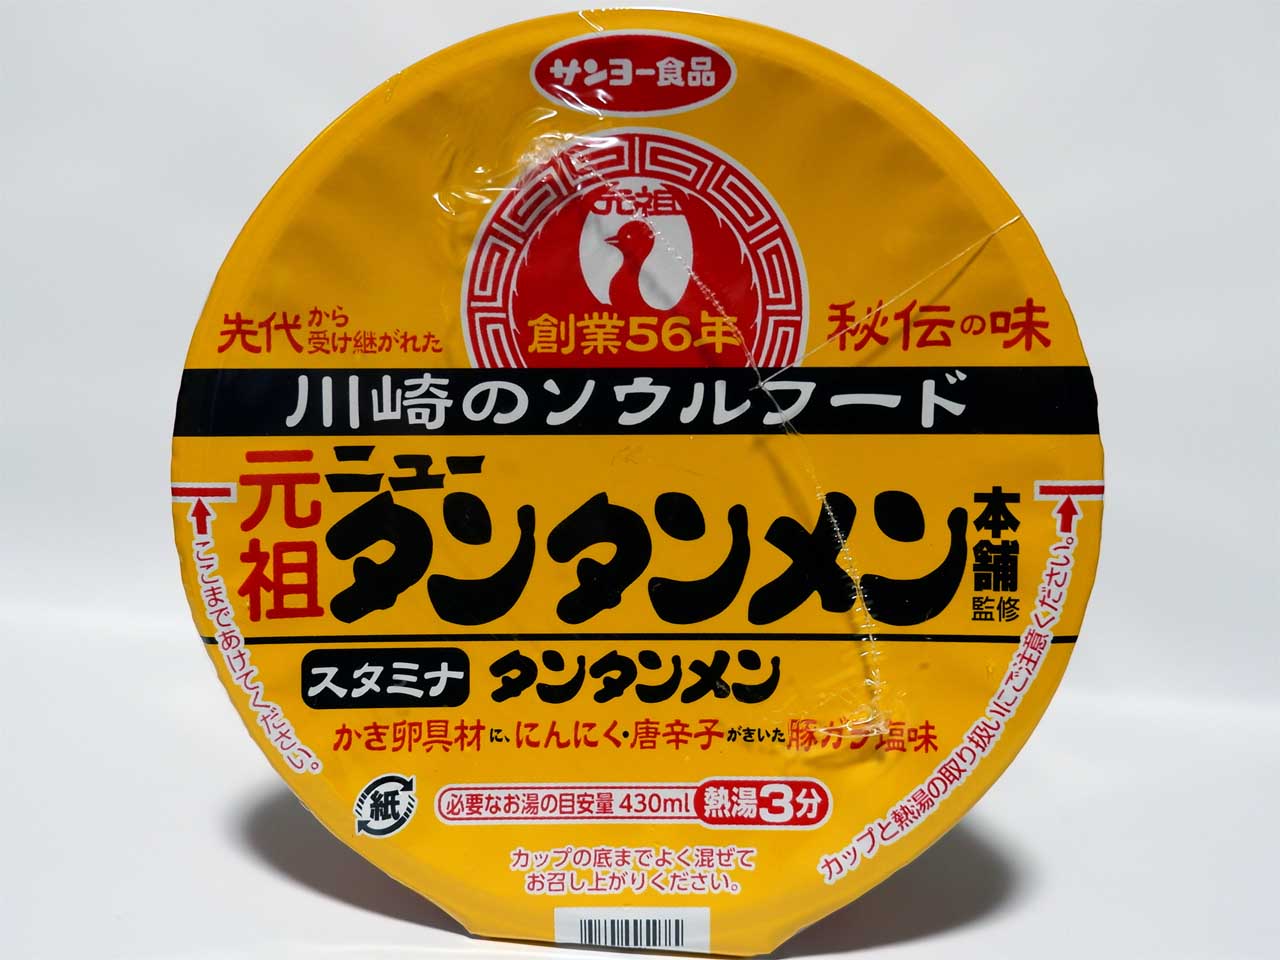 サンヨー食品
元祖
創業56年
先代から
受け継がれた
秘伝の味
川崎のソウルフード
元祖
ニュー
タンタンメン
本舗
監修
スタミナ タンタンメン
かき卵具材に、にんにく・唐辛子がきいた豚ガラ塩味
紙
必要なお湯の目安量 430ml 熱湯3分
カップの底までよく混ぜて
お召し上がりください。
ここまであけてください。
カップと熱湯の取り扱いにご注意ください。